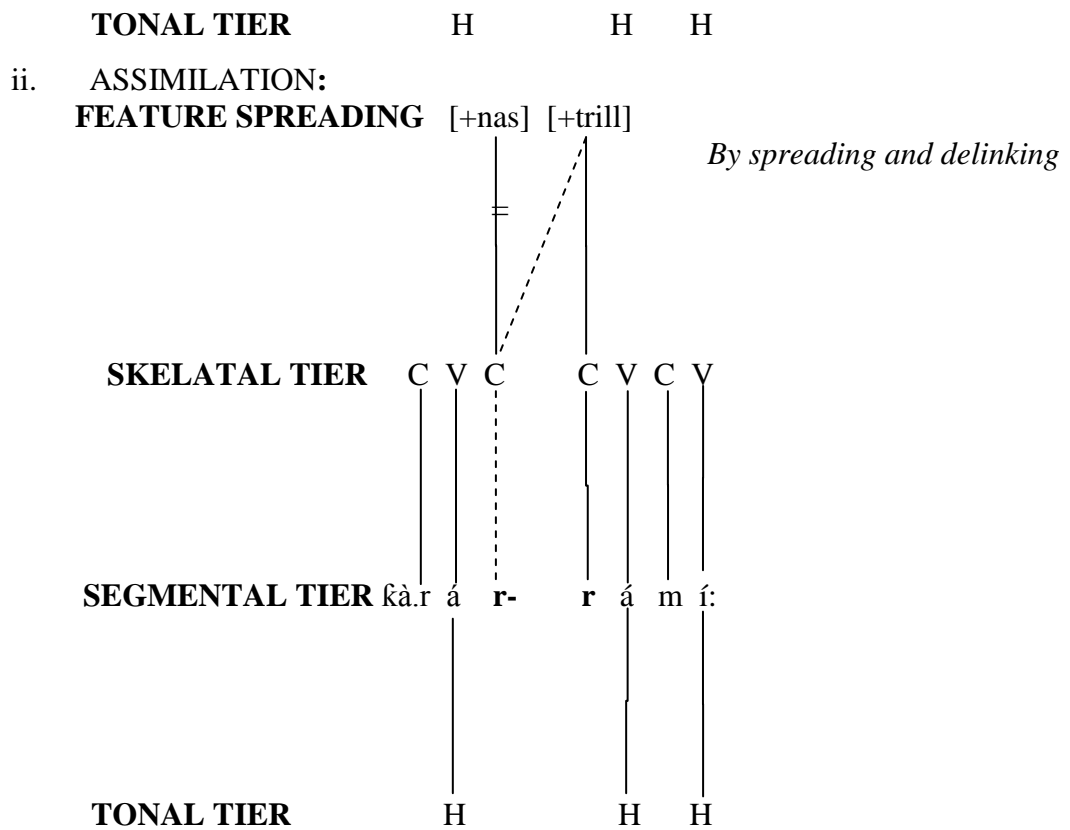 TONAL TIER H H H
ii. ASSIMILATION:
FEATURE SPREADING [+nas] [+trill]
By spreading and delinking
SKELATAL TIER C V C C V C V
SEGMENTAL TIER ƙà.r á r- r á m í:
TONAL TIER H H H